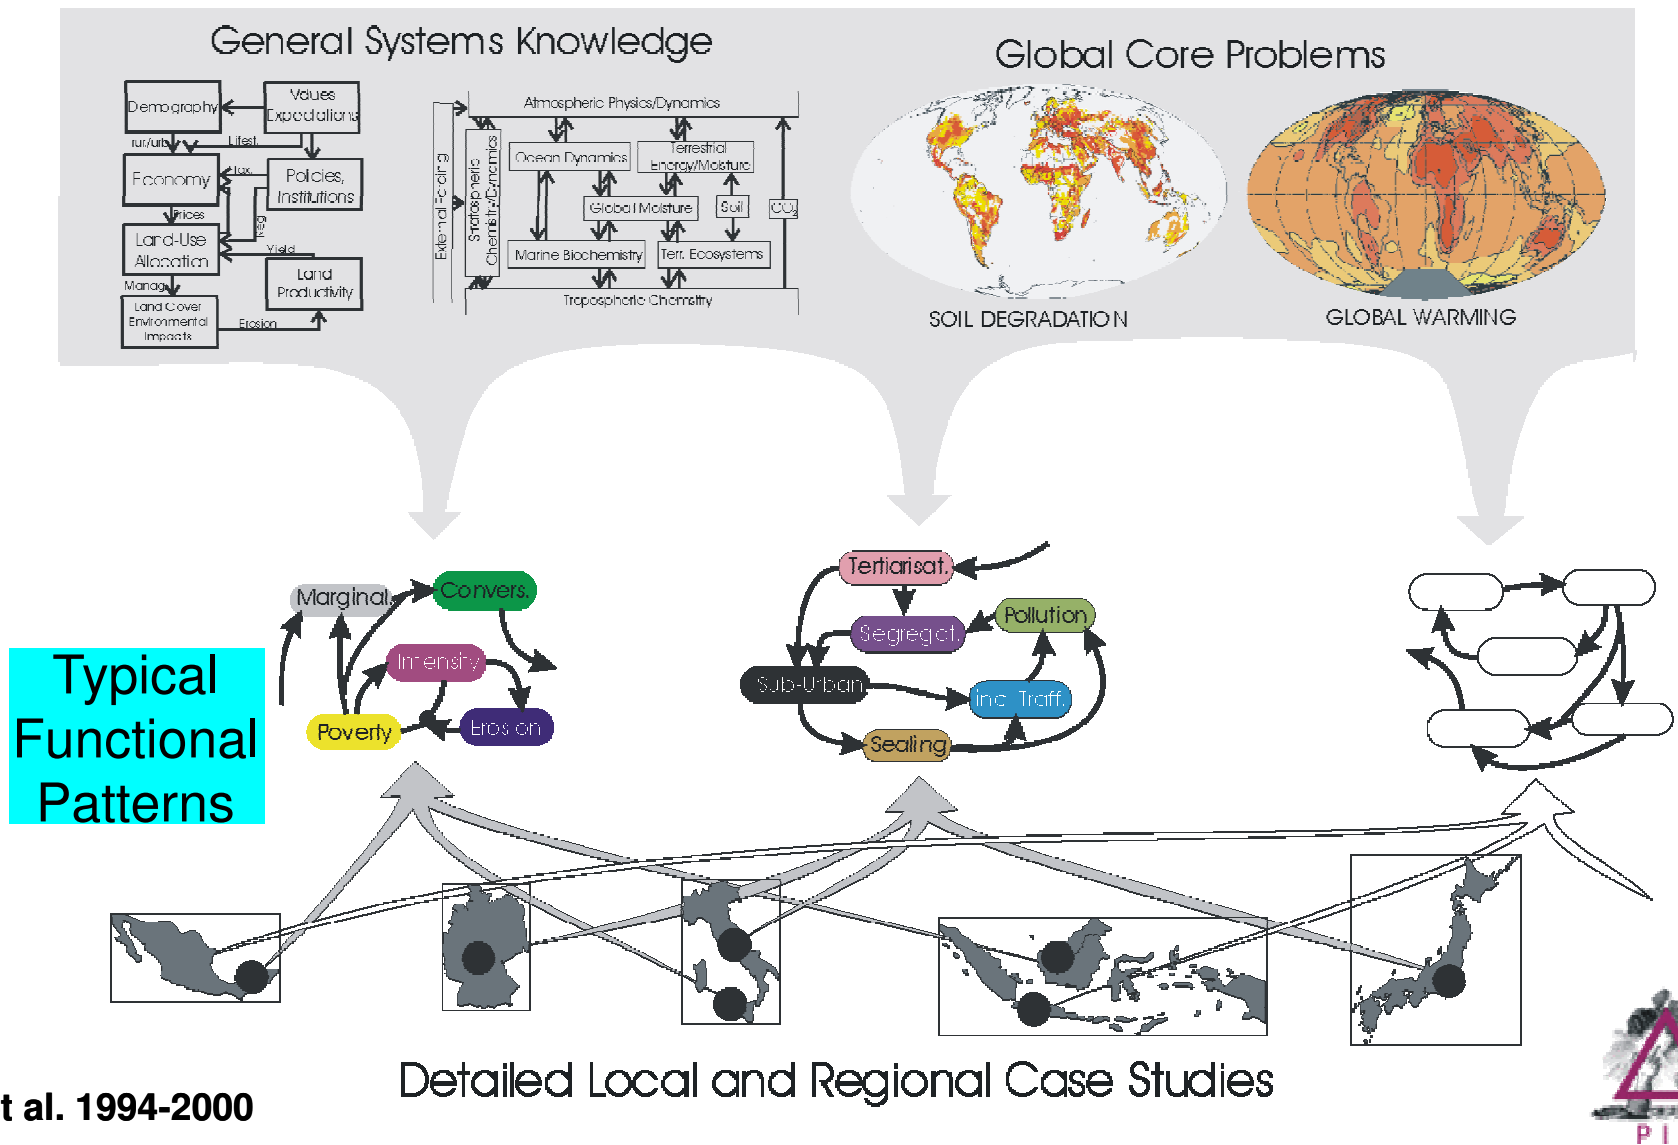 General Systems Knowledge
Global Core Problems
Demography
Values
Expectations
rur/urb.
Lifest.
Economy
Tax.
Policies,
Institutions
Prices
Reg.
Land-Use
Allocation
Yield
Manag.
Land
Productivity
Land Cover
Environmental
Impacts
Erosion
External Forcing
Stratospheric
Chemistry/Dynamics
Atmospheric Physics/Dynamics
Ocean Dynamics
Terrestrial
Energy/Moisture
Global Moisture
Soil
CO2
Marine Biochemistry
Terr. Ecosystems
Tropospheric Chemistry
SOIL DEGRADATION
GLOBAL WARMING
Marginal.
Convers.
Intensity
Poverty
Erosion
Tertiarisat.
Pollution
Segregat.
Sub-Urban
inc. Traff.
Sealing
Typical
Functional
Patterns
Detailed Local and Regional Case Studies
t al. 1994-2000
P I